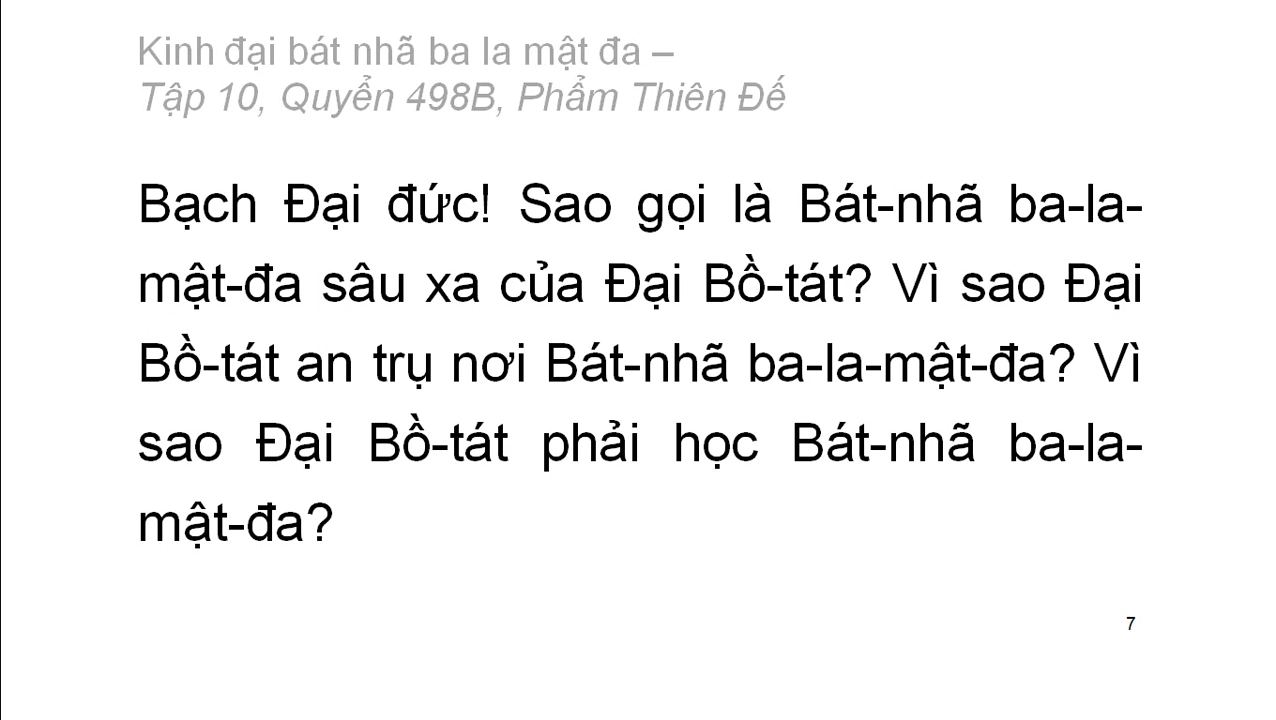 Kinh đại bát nhã ba la mật đa –
Tập 10, Quyển 498B, Phẩm Thiên Đế
Bạch Đại đức! Sao gọi là Bát-nhã ba-la-
mật-đa sâu xa của Đại Bồ-tát? Vì sao Đại
Bồ-tát an trụ nơi Bát-nhã ba-la-mật-đa? Vì
sao Đại Bồ-tát phải học Bát-nhã ba-la-
mật-đa?
7